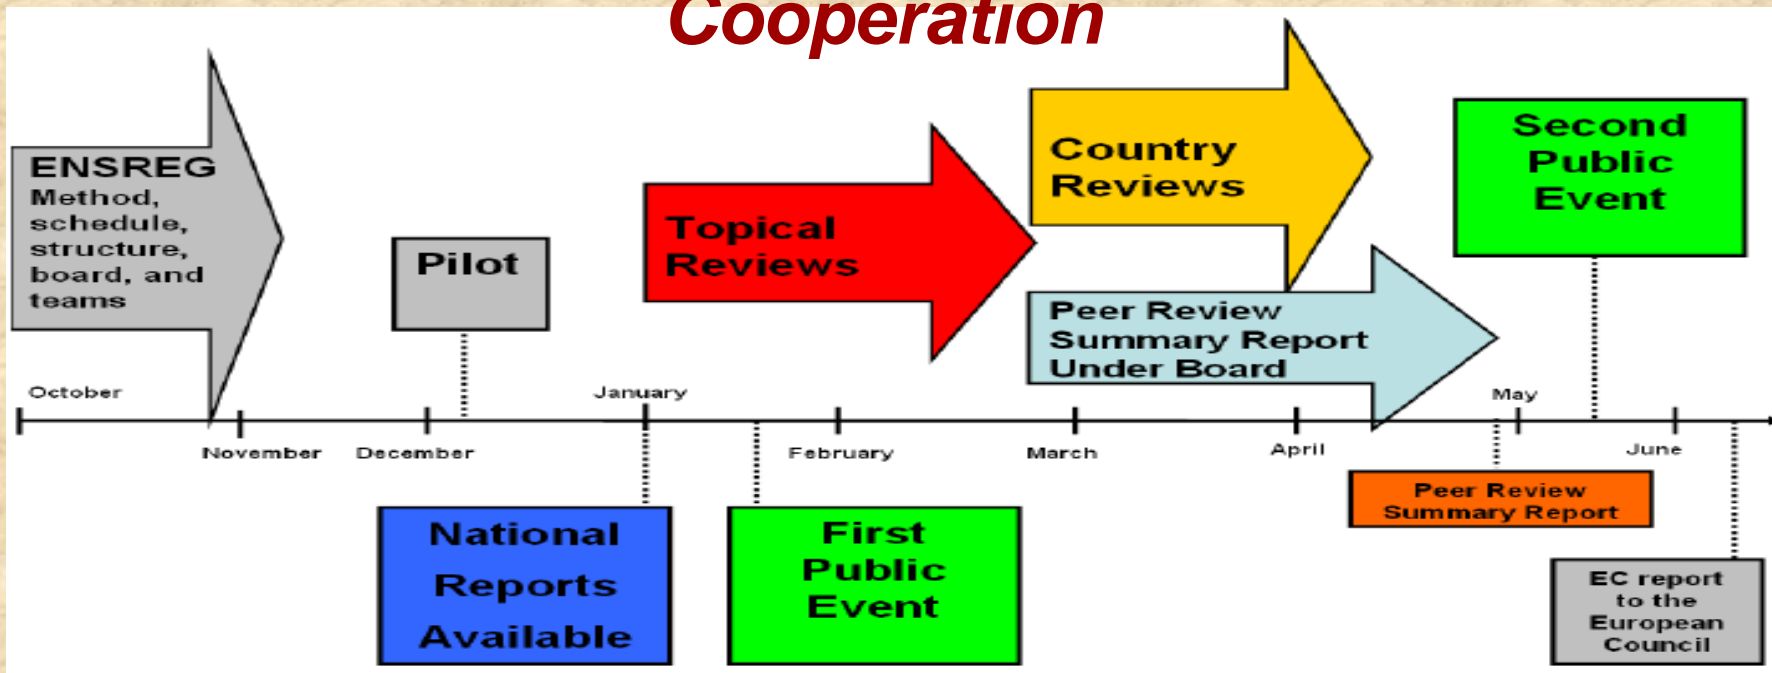 Cooperation
ENSREG
Method,
schedule,
structure,
board, and
teams
Pilot
Topical
Reviews
Country
Reviews
Peer Review
Summary Report
Under Board
Second
Public
Event
October
November
December
January
February
March
April
May
June
National
Reports
Available
First
Public
Event
Peer Review
Summary Report
EC report
to the
European
Council